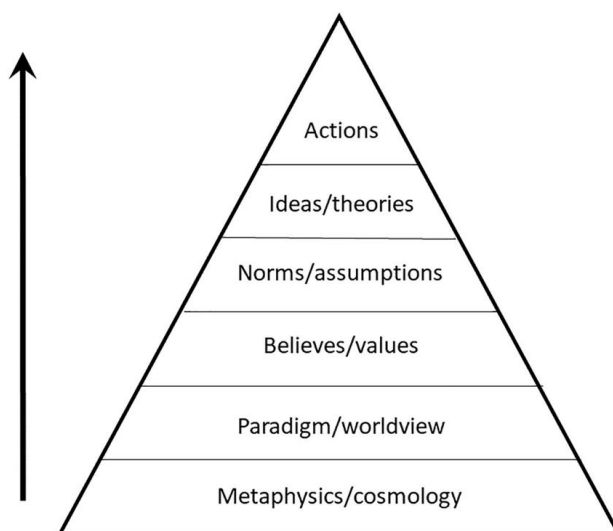 Actions
Ideas/theories
Norms/assumptions
Believes/values
Paradigm/worldview
Metaphysics/cosmology